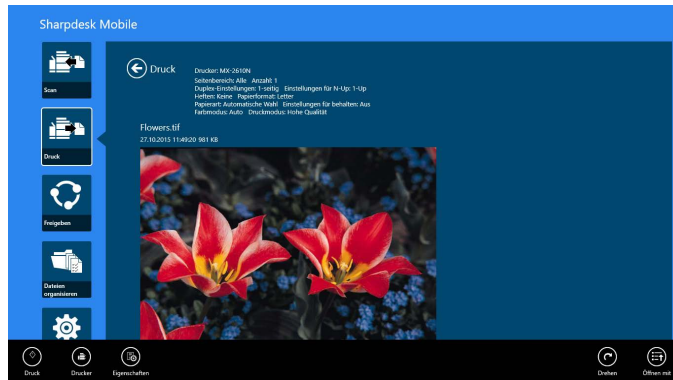 Sharpdesk Mobile
Scan
Druck
Freigeben
Dateien
organisieren
Druck
Drucker: MX-2610N
Seitenbereich: Alle Anzahl: 1
Duplex-Einstellungen: 1-seitig Einstellungen für N-Up: 1-Up
Heften: Keine Papierformat: Letter
Papierart: Automatische Wahl Einstellungen für behalten: Aus
Farbmodus: Auto Druckmodus: Hohe Qualität
Flowers.tif
27.10.2015 11:49:20 981 KB
Druck
Drucker
Eigenschaften
Drehen
Öffnen mit